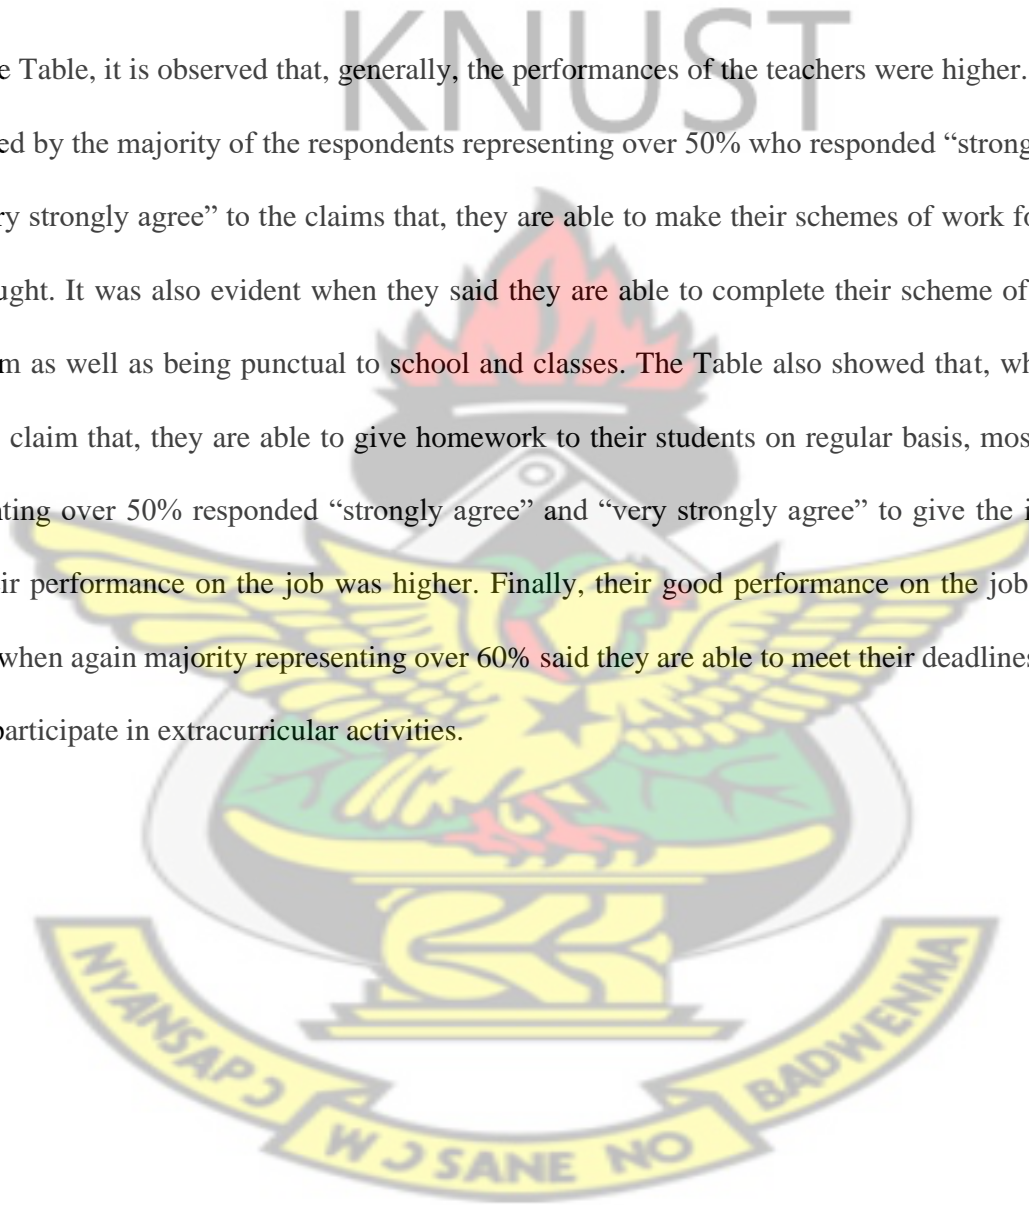 KNUST
e Table, it is observed that, generally, the performances of the teachers were higher.
ed by the majority of the respondents representing over 50% who responded “strong
ry strongly agree” to the claims that, they are able to make their schemes of work fo
ught. It was also evident when they said they are able to complete their scheme of
m as well as being punctual to school and classes. The Table also showed that, wh
claim that, they are able to give homework to their students on regular basis, mos
nting over 50% responded “strongly agree” and “very strongly agree” to give the i
ir performance on the job was higher. Finally, their good performance on the job
when again majority representing over 60% said they are able to meet their deadlines
participate in extracurricular activities.
NYANSAPƆ
WƆSANE NO
BADWENMA